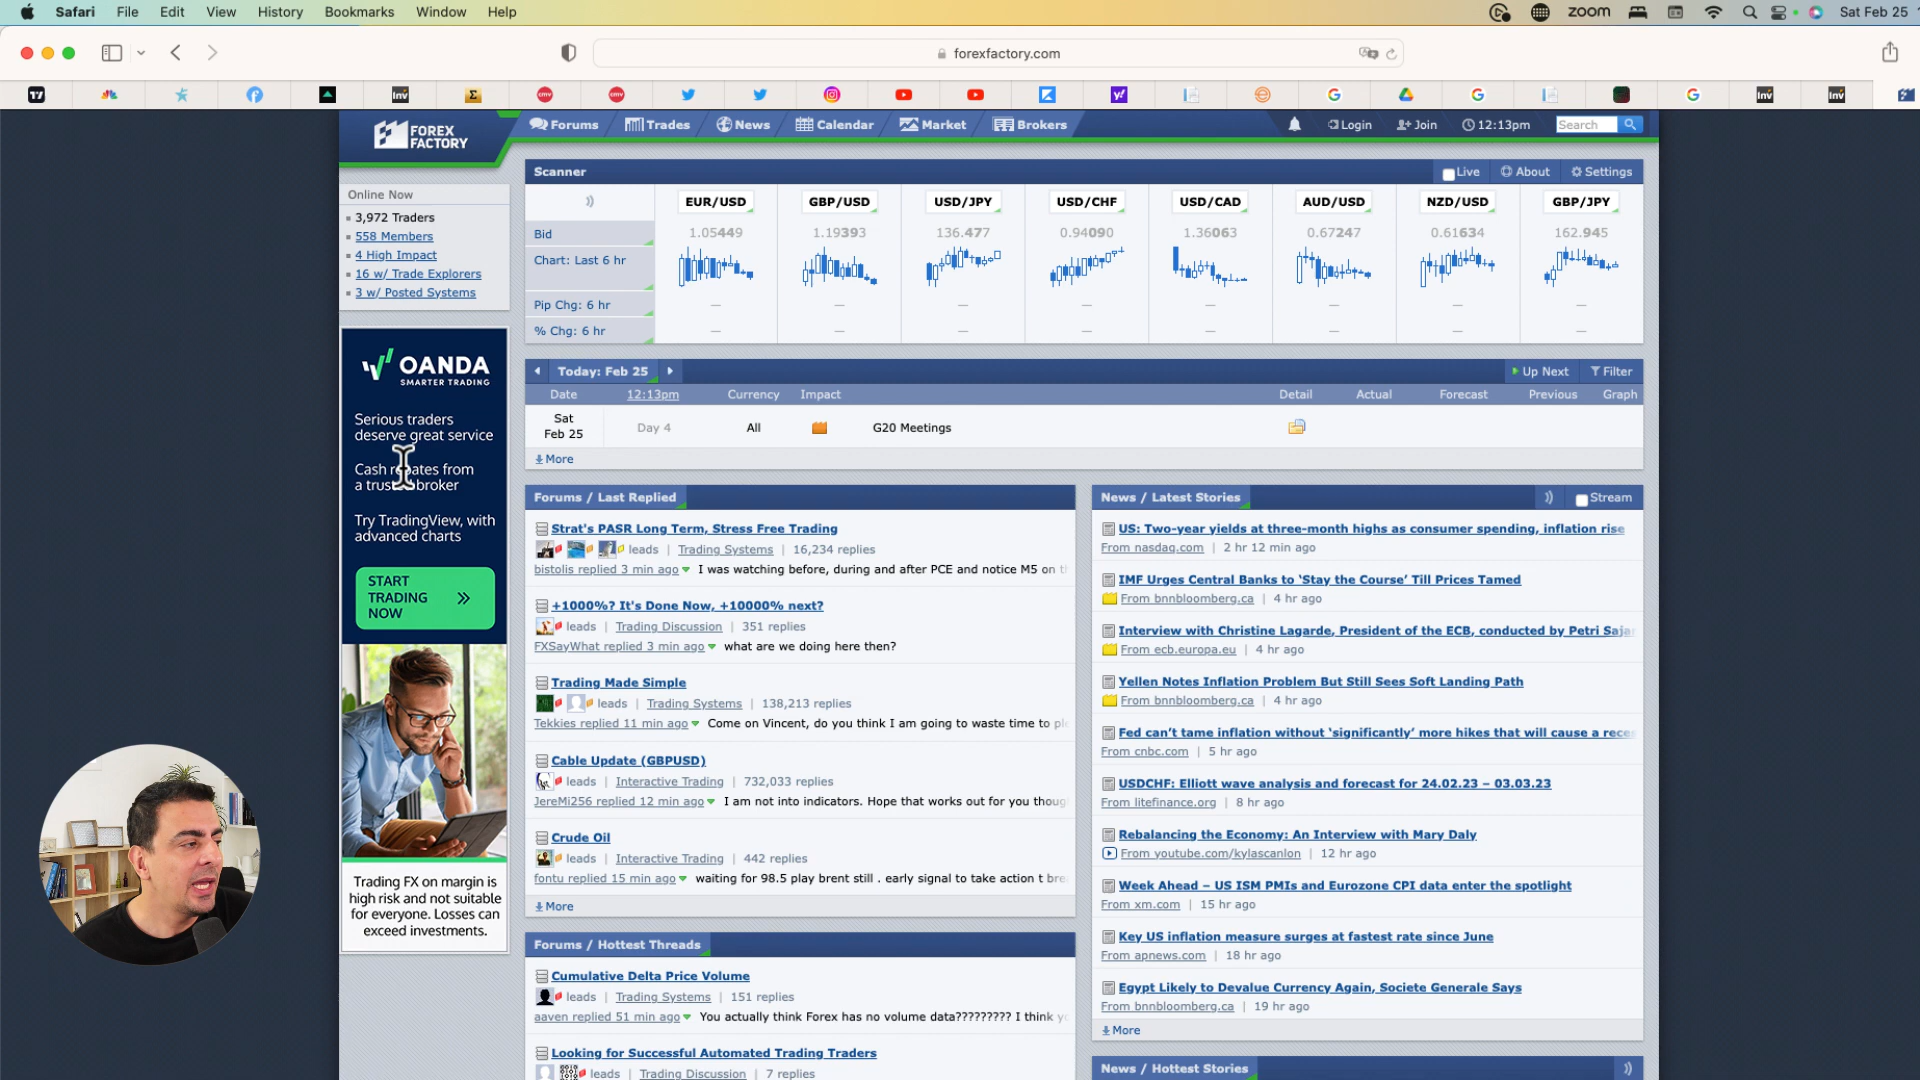 Safari File Edit View History Bookmarks Window Help
zoom Sat Feb 25
forexfactory.com
FOREX
FACTORY
Forums Trades News Calendar Market Brokers
Login Join 12:13pm Search
Online Now
3,972 Traders
558 Members
4 High Impact
16 w/ Trade Explorers
3 w/ Posted Systems
Scanner Live About Settings
EUR/USD GBP/USD USD/JPY USD/CHF USD/CAD AUD/USD NZD/USD GBP/JPY
Bid 1.05449 1.19393 136.477 0.94090 1.36063 0.67247 0.61634 162.945
Chart: Last 6 hr
Pip Chg: 6 hr — — — — — — — —
% Chg: 6 hr — — — — — — — —
OANDA
SMARTER TRADING
Serious traders
deserve great service
Cash rebates from
a trusted broker
Try TradingView, with
advanced charts
START
TRADING
NOW
Trading FX on margin is
high risk and not suitable
for everyone. Losses can
exceed investments.
Today: Feb 25 Up Next Filter
Date 12:13pm Currency Impact Detail Actual Forecast Previous Graph
Sat
Feb 25 Day 4 All G20 Meetings
More
Forums / Last Replied
Strat's PASR Long Term, Stress Free Trading
leads | Trading Systems | 16,234 replies
bistolis replied 3 min ago I was watching before, during and after PCE and notice M5 on
+1000%? It's Done Now, +10000% next?
leads | Trading Discussion | 351 replies
FXSayWhat replied 3 min ago what are we doing here then?
Trading Made Simple
leads | Trading Systems | 138,213 replies
Tekkies replied 11 min ago Come on Vincent, do you think I am going to waste time to
Cable Update (GBPUSD)
leads | Interactive Trading | 732,033 replies
JereMi256 replied 12 min ago I am not into indicators. Hope that works out for you thoug
Crude Oil
leads | Interactive Trading | 442 replies
fontu replied 15 min ago waiting for 98.5 play brent still . early signal to take action t bre
More
Forums / Hottest Threads
Cumulative Delta Price Volume
leads | Trading Systems | 151 replies
aaven replied 51 min ago You actually think Forex has no volume data????????? I think
Looking for Successful Automated Trading Traders
leads | Trading Discussion | 7 replies
News / Latest Stories Stream
US: Two-year yields at three-month highs as consumer spending, inflation rise
From nasdaq.com | 2 hr 12 min ago
IMF Urges Central Banks to ‘Stay the Course’ Till Prices Tamed
From bnnbloomberg.ca | 4 hr ago
Interview with Christine Lagarde, President of the ECB, conducted by Petri Sajar
From ecb.europa.eu | 4 hr ago
Yellen Notes Inflation Problem But Still Sees Soft Landing Path
From bnnbloomberg.ca | 4 hr ago
Fed can’t tame inflation without ‘significantly’ more hikes that will cause a rece
From cnbc.com | 5 hr ago
USDCHF: Elliott wave analysis and forecast for 24.02.23 – 03.03.23
From litefinance.org | 8 hr ago
Rebalancing the Economy: An Interview with Mary Daly
From youtube.com/kylascanlon | 12 hr ago
Week Ahead – US ISM PMIs and Eurozone CPI data enter the spotlight
From xm.com | 15 hr ago
Key US inflation measure surges at fastest rate since June
From apnews.com | 18 hr ago
Egypt Likely to Devalue Currency Again, Societe Generale Says
From bnnbloomberg.ca | 19 hr ago
More
News / Hottest Stories